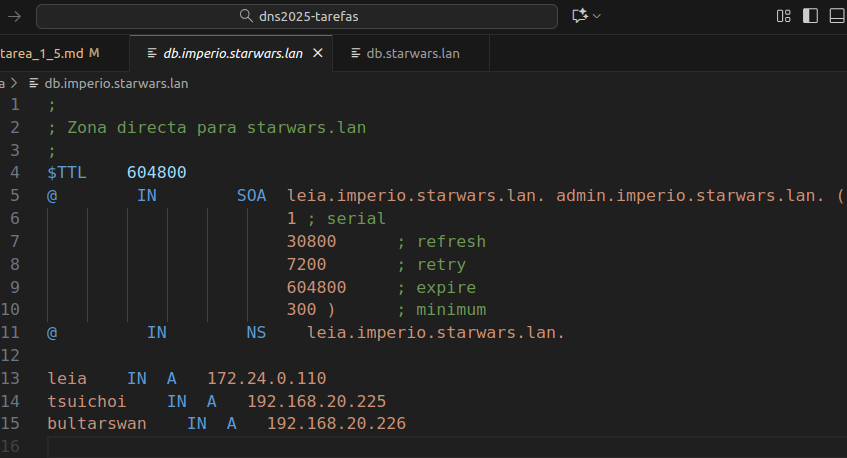 dns2025-tarefas
tarea_1_5.md M
db.imperio.starwars.lan
db.starwars.lan
a > db.imperio.starwars.lan
1 ;
2 ; Zona directa para starwars.lan
3 ;
4 $TTL 604800
5 @ IN SOA leia.imperio.starwars.lan. admin.imperio.starwars.lan. (
6 1 ; serial
7 30800 ; refresh
8 7200 ; retry
9 604800 ; expire
10 300 ) ; minimum
11 @ IN NS leia.imperio.starwars.lan.
12
13 leia IN A 172.24.0.110
14 tsuichoi IN A 192.168.20.225
15 bultarswan IN A 192.168.20.226
16